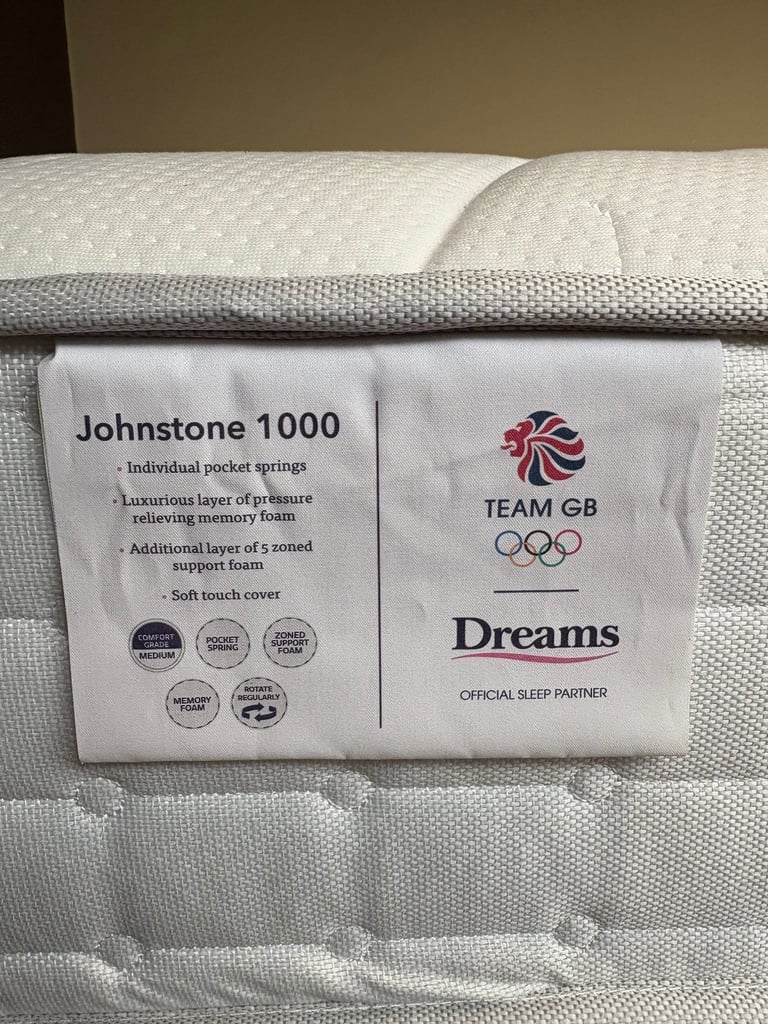 Johnstone 1000
• Individual pocket springs
• Luxurious layer of pressure
relieving memory foam
• Additional layer of 5 zoned
support foam
• Soft touch cover
COMFORT
GRADE
MEDIUM
POCKET
SPRING
ZONED
SUPPORT
FOAM
MEMORY
FOAM
ROTATE
REGULARLY
TEAM GB
Dreams
OFFICIAL SLEEP PARTNER